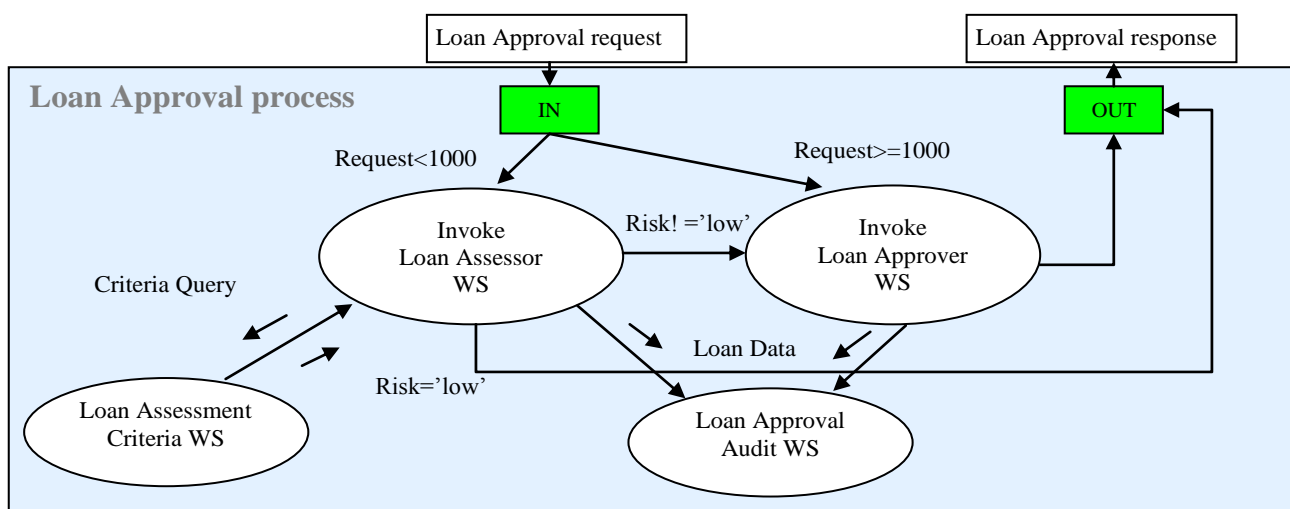 Loan Approval request
Loan Approval response
Loan Approval process
IN
OUT
Request<1000
Request>=1000
Invoke
Loan Assessor
WS
Risk! =’low’
Invoke
Loan Approver
WS
Criteria Query
Loan Data
Risk=’low’
Loan Assessment
Criteria WS
Loan Approval
Audit WS